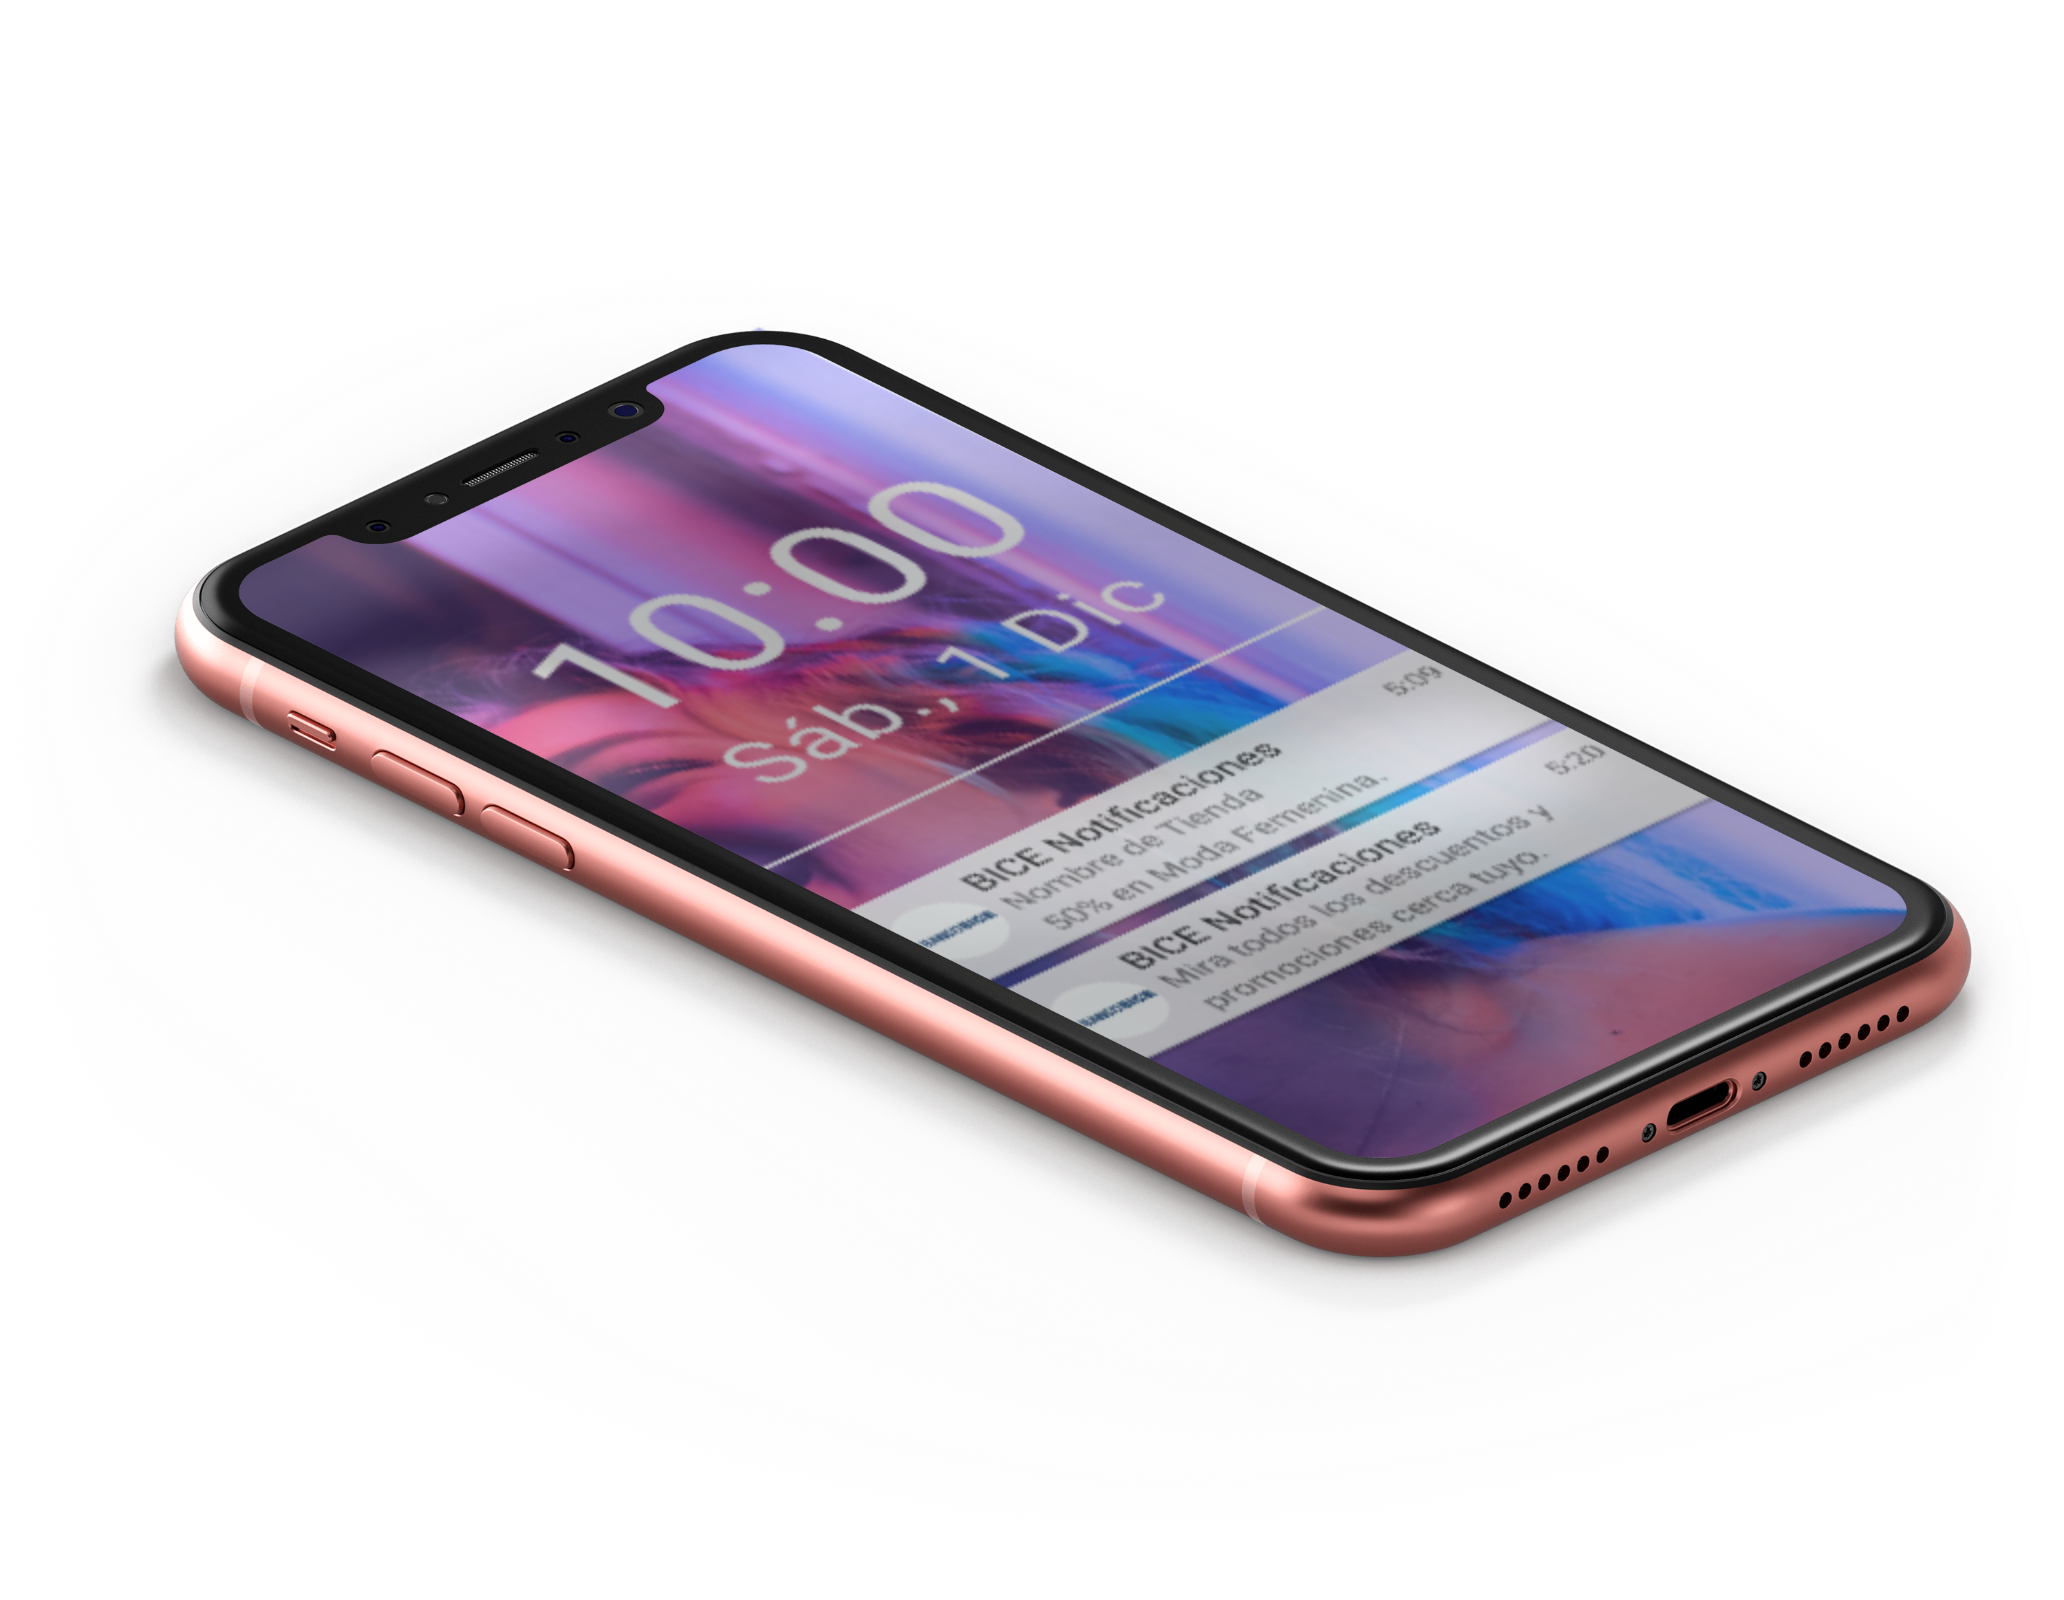 10:00
Sáb., 1 Dic
BICE Notificaciones
5:09
Nombre de Tienda
50% en Moda Femenina.
BICE Notificaciones
5:20
Mira todos los descuentos y
promociones cerca tuyo.